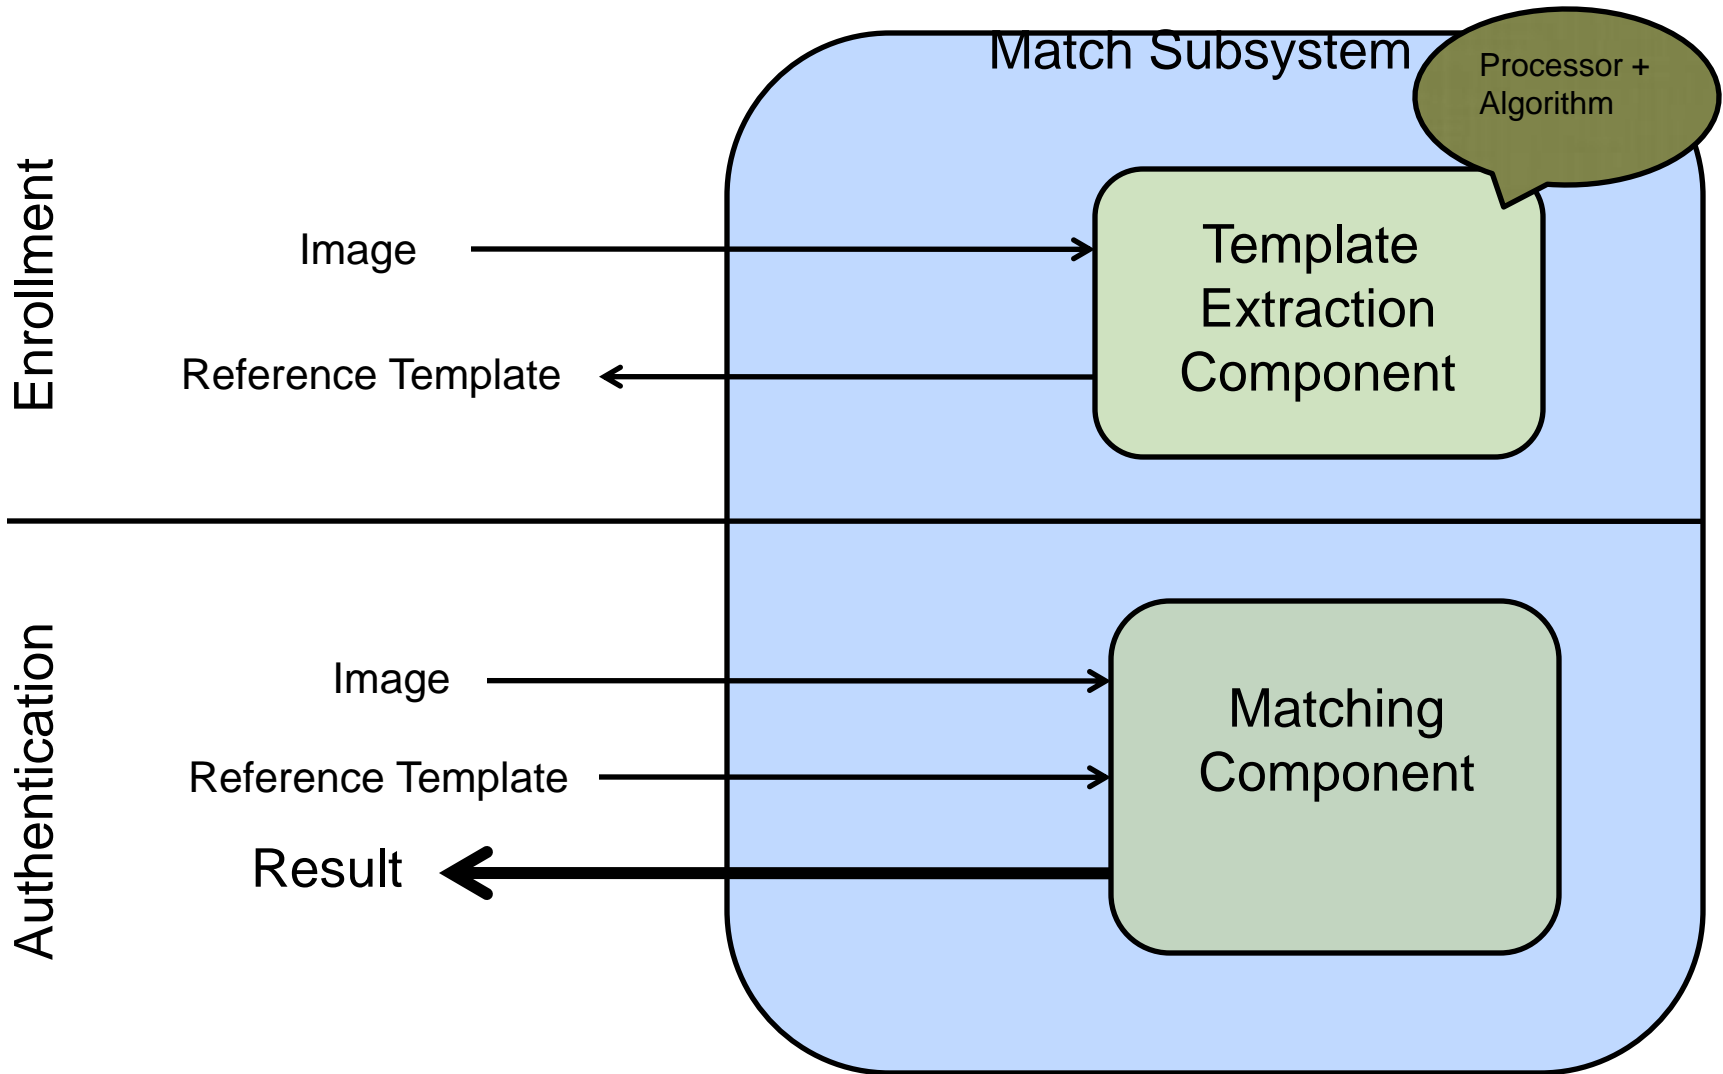 Match Subsystem
Processor +
Algorithm
Enrollment
Image
Reference Template
Template
Extraction
Component
Authentication
Image
Reference Template
Result
Matching
Component